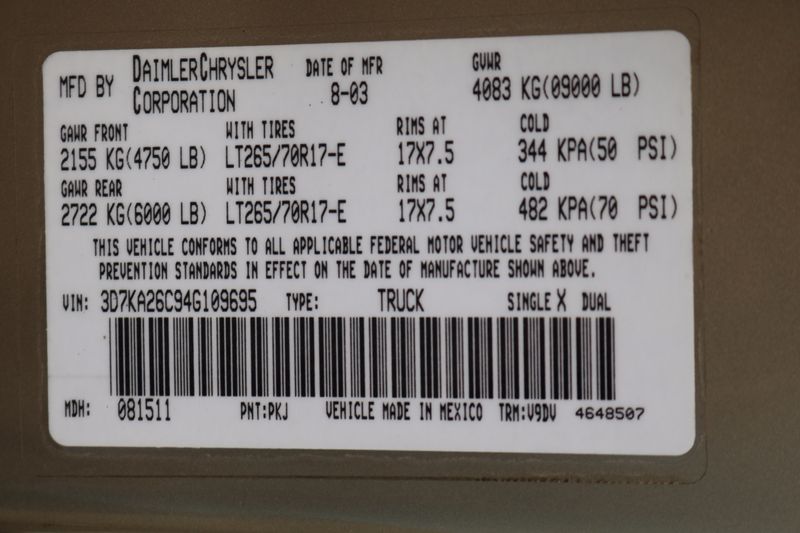 MFD BY DAIMLERCHRYSLER CORPORATION DATE OF MFR 8-03 GVWR 4083 KG(09000 LB)
GAWR FRONT WITH TIRES RIMS AT COLD
2155 KG(4750 LB) LT265/70R17-E 17X7.5 344 KPA(50 PSI)
GAWR REAR WITH TIRES RIMS AT COLD
2722 KG(6000 LB) LT265/70R17-E 17X7.5 482 KPA(70 PSI)
THIS VEHICLE CONFORMS TO ALL APPLICABLE FEDERAL MOTOR VEHICLE SAFETY AND THEFT
PREVENTION STANDARDS IN EFFECT ON THE DATE OF MANUFACTURE SHOWN ABOVE.
VIN: 3D7KA26C94G109695 TYPE: TRUCK SINGLE X DUAL
MDH: 081511 PNT:PKJ VEHICLE MADE IN MEXICO TRM:V9DV 4648507